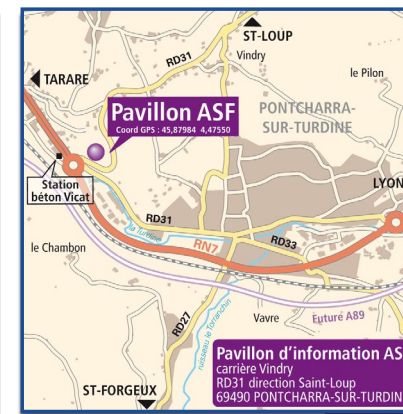 ST-LOUP
RD31
Vindry
TARARE
le Pilon
Pavillon ASF
Coord GPS : 45,87984 4,47550
PONTCHARRA-
SUR-TURDINE
Station
béton Vicat
LYON
RD31
la Turdine
RN7
RD33
le Chambon
RD27
ruisseau le Torranchin
Vavre
Future A89
ST-FORGEUX
Pavillon d'information AS
carrière Vindry
RD31 direction Saint-Loup
69490 PONTCHARRA-SUR-TURDIN